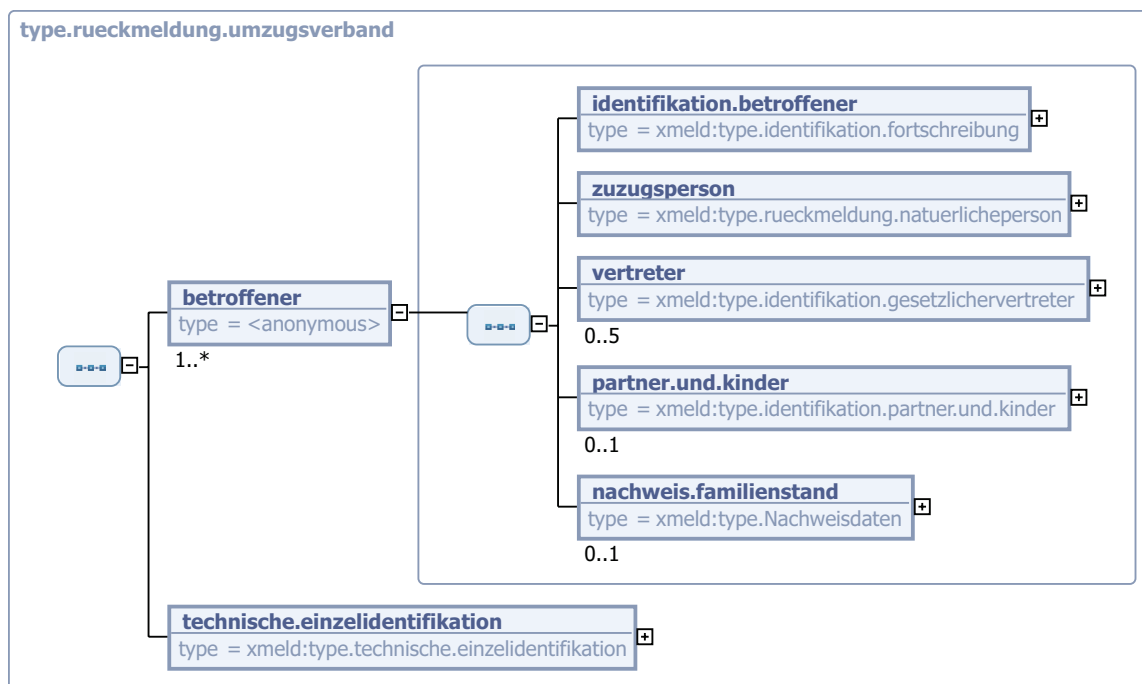 type.rueckmeldung.umzugsverband
identifikation.betroffener
type = xmeld:type.identifikation.fortschreibung
zuzugsperson
type = xmeld:type.rueckmeldung.natuerlicheperson
vertreter
type = xmeld:type.identifikation.gesetzlichervertreter
0..5
betroffener
type = <anonymous>
1..*
partner.und.kinder
type = xmeld:type.identifikation.partner.und.kinder
0..1
nachweis.familienstand
type = xmeld:type.Nachweisdaten
0..1
technische.einzelidentifikation
type = xmeld:type.technische.einzelidentifikation